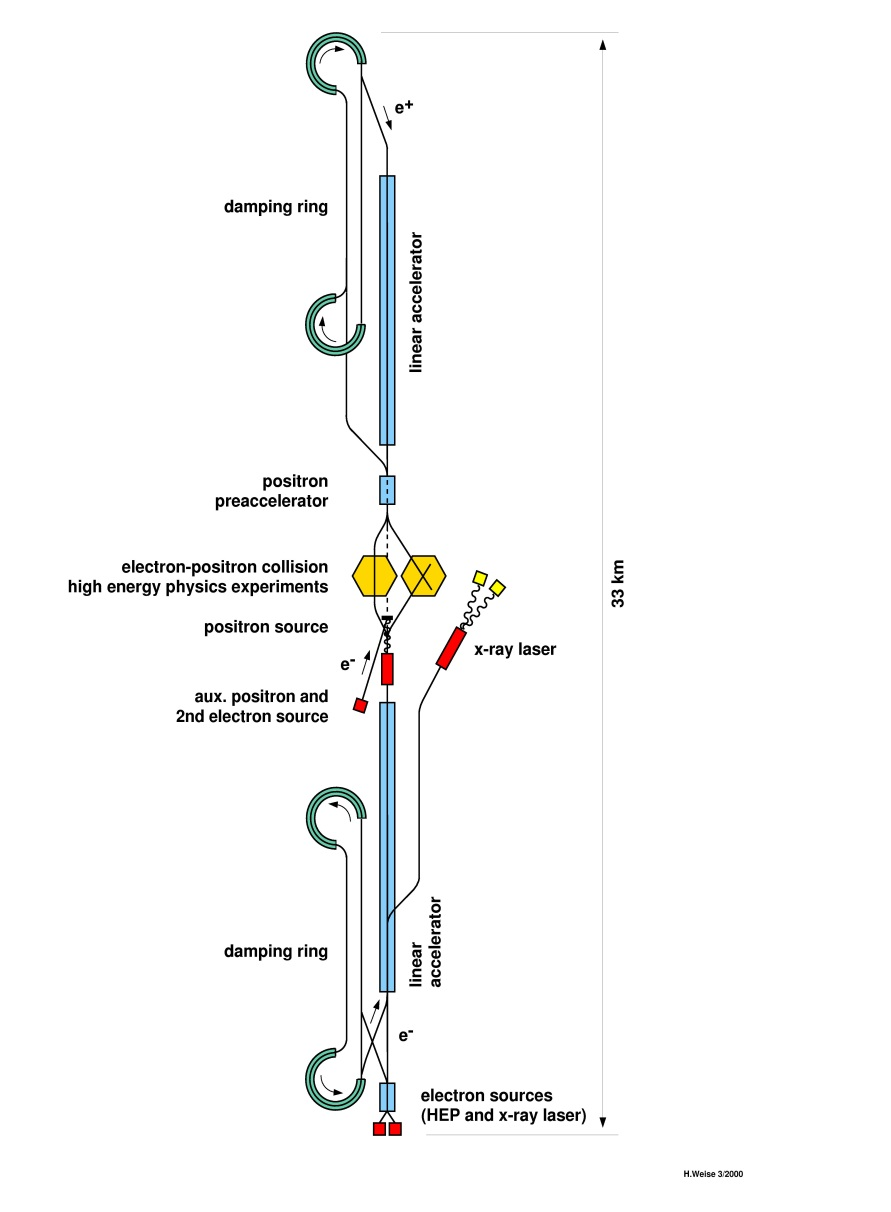 e+
damping ring
linear accelerator
positron
preaccelerator
electron-positron collision
high energy physics experiments
33 km
positron source
x-ray laser
e-
aux. positron and
2nd electron source
damping ring
linear
accelerator
e-
electron sources
(HEP and x-ray laser)
H.Weise 3/2000